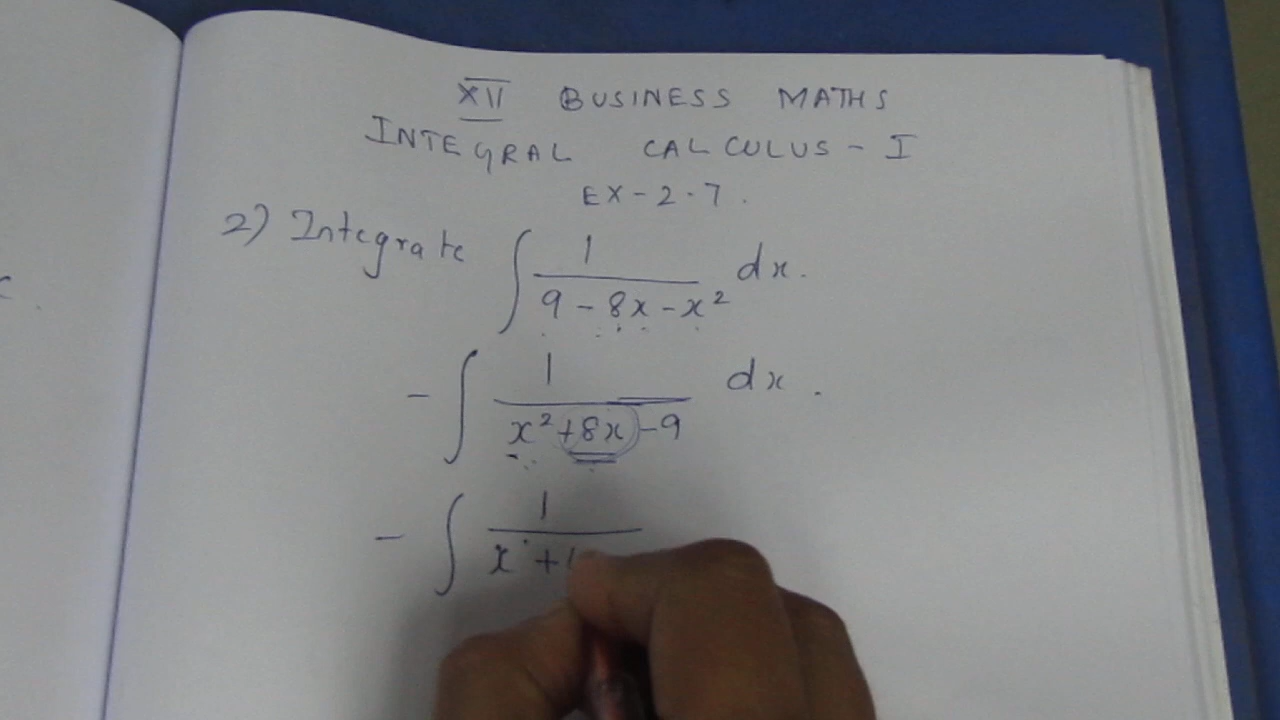 XII BUSINESS MATHS
INTEGRAL CALCULUS - I
EX-2.7.
2) Integrate ∫ 1/(9 - 8x - x²) dx.
- ∫ 1/(x² + 8x - 9) dx.
- ∫ 1/(x +